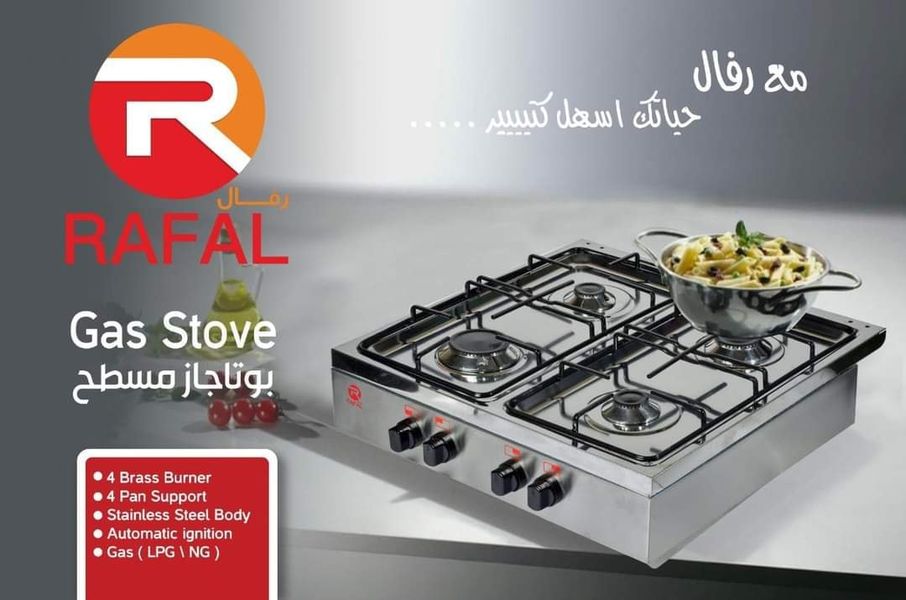 مع رفال
حياتك اسهل كتيييير .....
R
رفـــال
RAFAL
Gas Stove
بوتاجاز مسطح
4 Brass Burner
4 Pan Support
Stainless Steel Body
Automatic ignition
Gas ( LPG \ NG )
R